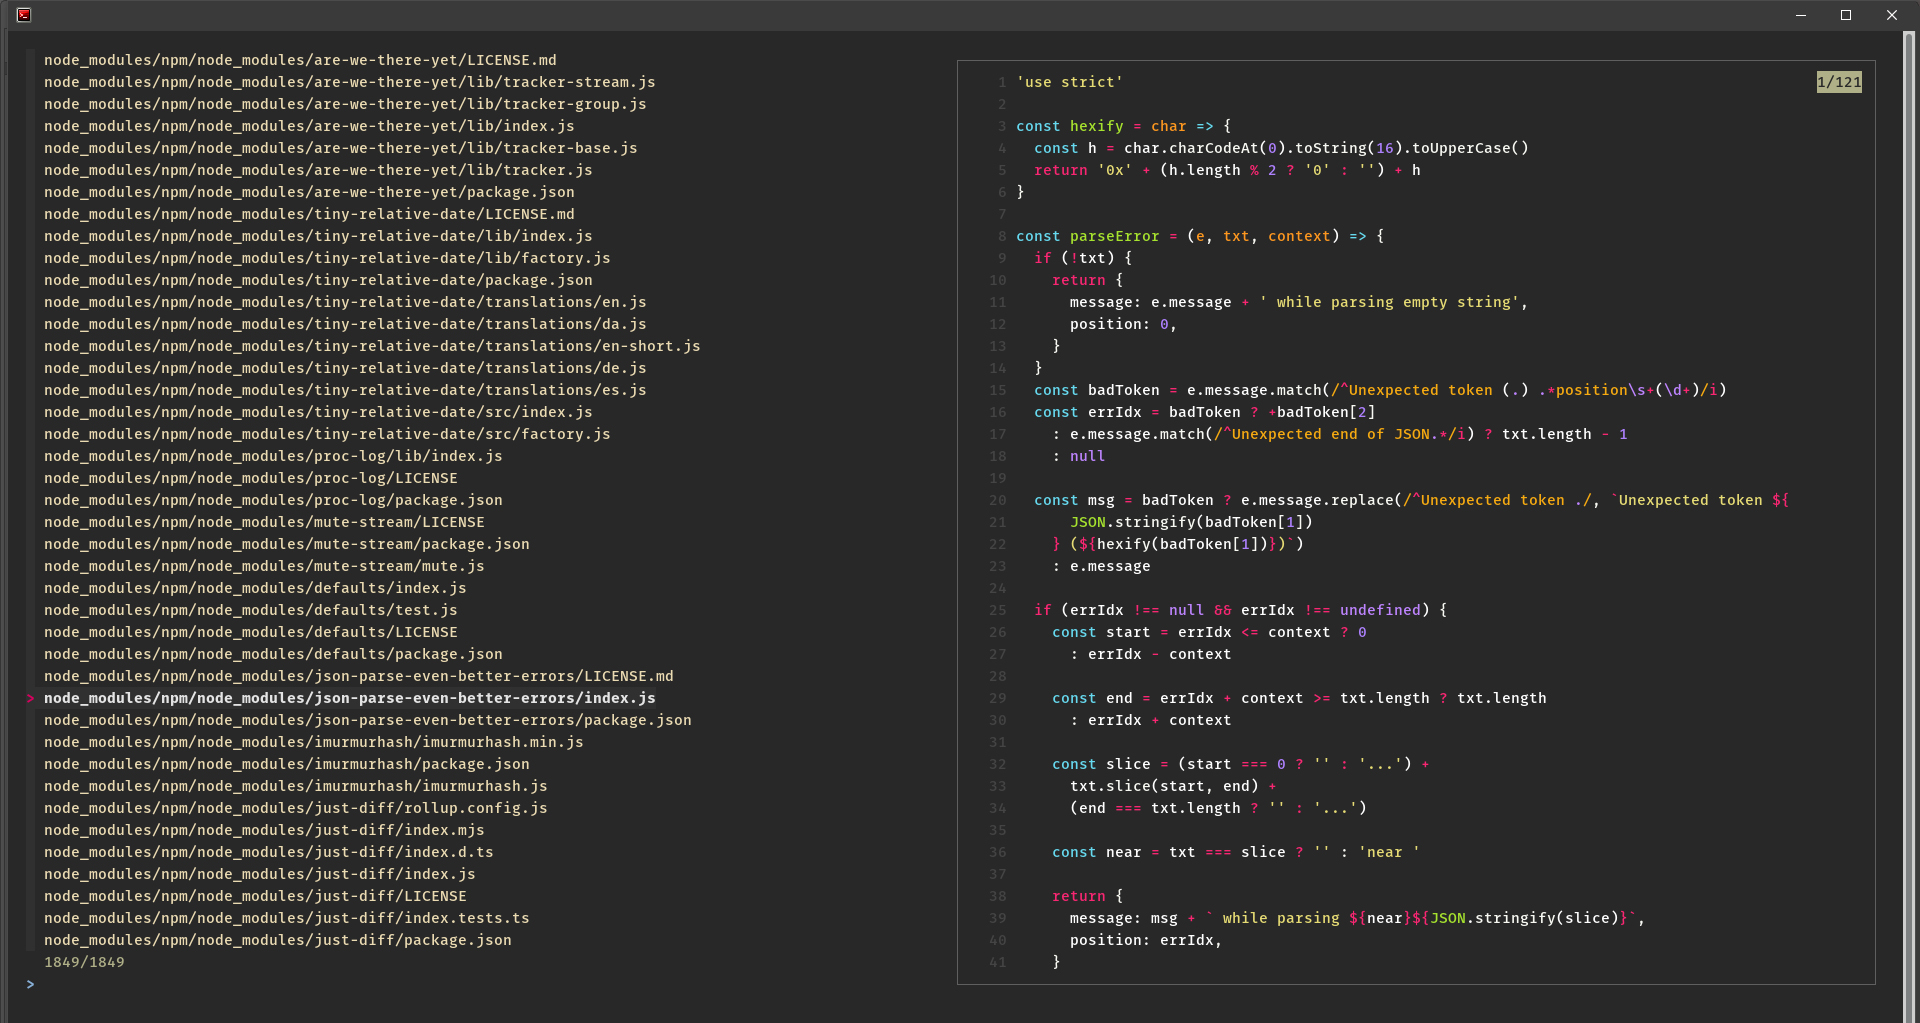 node_modules/npm/node_modules/are-we-there-yet/LICENSE.md
node_modules/npm/node_modules/are-we-there-yet/lib/tracker-stream.js
node_modules/npm/node_modules/are-we-there-yet/lib/tracker-group.js
node_modules/npm/node_modules/are-we-there-yet/lib/index.js
node_modules/npm/node_modules/are-we-there-yet/lib/tracker-base.js
node_modules/npm/node_modules/are-we-there-yet/lib/tracker.js
node_modules/npm/node_modules/are-we-there-yet/package.json
node_modules/npm/node_modules/tiny-relative-date/LICENSE.md
node_modules/npm/node_modules/tiny-relative-date/lib/index.js
node_modules/npm/node_modules/tiny-relative-date/lib/factory.js
node_modules/npm/node_modules/tiny-relative-date/package.json
node_modules/npm/node_modules/tiny-relative-date/translations/en.js
node_modules/npm/node_modules/tiny-relative-date/translations/da.js
node_modules/npm/node_modules/tiny-relative-date/translations/en-short.js
node_modules/npm/node_modules/tiny-relative-date/translations/de.js
node_modules/npm/node_modules/tiny-relative-date/translations/es.js
node_modules/npm/node_modules/tiny-relative-date/src/index.js
node_modules/npm/node_modules/tiny-relative-date/src/factory.js
node_modules/npm/node_modules/proc-log/lib/index.js
node_modules/npm/node_modules/proc-log/LICENSE
node_modules/npm/node_modules/proc-log/package.json
node_modules/npm/node_modules/mute-stream/LICENSE
node_modules/npm/node_modules/mute-stream/package.json
node_modules/npm/node_modules/mute-stream/mute.js
node_modules/npm/node_modules/defaults/index.js
node_modules/npm/node_modules/defaults/test.js
node_modules/npm/node_modules/defaults/LICENSE
node_modules/npm/node_modules/defaults/package.json
node_modules/npm/node_modules/json-parse-even-better-errors/LICENSE.md
> node_modules/npm/node_modules/json-parse-even-better-errors/index.js
node_modules/npm/node_modules/json-parse-even-better-errors/package.json
node_modules/npm/node_modules/imurmurhash/imurmurhash.min.js
node_modules/npm/node_modules/imurmurhash/package.json
node_modules/npm/node_modules/imurmurhash/imurmurhash.js
node_modules/npm/node_modules/just-diff/rollup.config.js
node_modules/npm/node_modules/just-diff/index.mjs
node_modules/npm/node_modules/just-diff/index.d.ts
node_modules/npm/node_modules/just-diff/index.js
node_modules/npm/node_modules/just-diff/LICENSE
node_modules/npm/node_modules/just-diff/index.tests.ts
node_modules/npm/node_modules/just-diff/package.json
1849/1849
>
1 'use strict' 1/121
2
3 const hexify = char => {
4   const h = char.charCodeAt(0).toString(16).toUpperCase()
5   return '0x' + (h.length % 2 ? '0' : '') + h
6 }
7
8 const parseError = (e, txt, context) => {
9   if (!txt) {
10     return {
11       message: e.message + ' while parsing empty string',
12       position: 0,
13     }
14   }
15   const badToken = e.message.match(/^Unexpected token (.) .*position\s+(\d+)/i)
16   const errIdx = badToken ? +badToken[2]
17     : e.message.match(/^Unexpected end of JSON.*/i) ? txt.length - 1
18     : null
19
20   const msg = badToken ? e.message.replace(/^Unexpected token ./, `Unexpected token ${
21       JSON.stringify(badToken[1])
22     } (${hexify(badToken[1])})`)
23     : e.message
24
25   if (errIdx !== null && errIdx !== undefined) {
26     const start = errIdx <= context ? 0
27       : errIdx - context
28
29     const end = errIdx + context >= txt.length ? txt.length
30       : errIdx + context
31
32     const slice = (start === 0 ? '' : '...') +
33       txt.slice(start, end) +
34       (end === txt.length ? '' : '...')
35
36     const near = txt === slice ? '' : 'near '
37
38     return {
39       message: msg + ` while parsing ${near}${JSON.stringify(slice)}`,
40       position: errIdx,
41     }